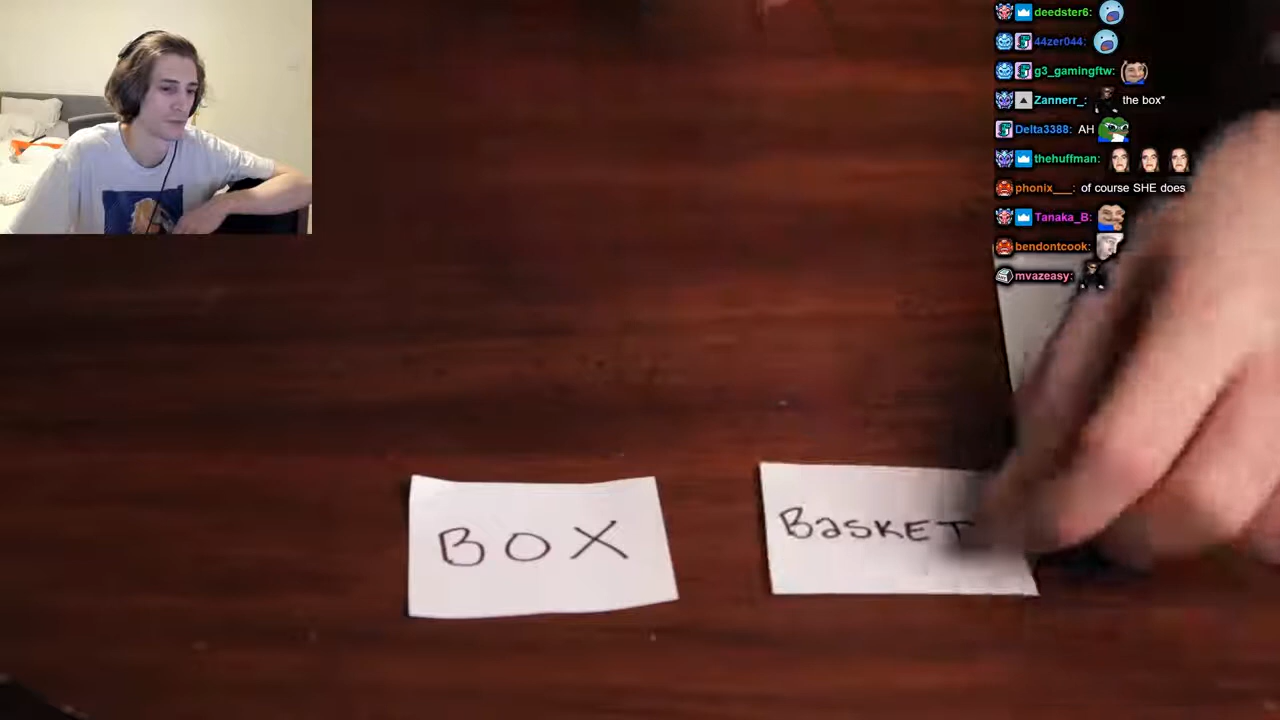 deedster6:
44zer044:
g3_gamingftw:
Zannerr_: the box*
Delta3388: AH
thehuffman:
phonix___: of course SHE does
Tanaka_B:
bendontcook:
mvazeasy:
BOX
BaSKET